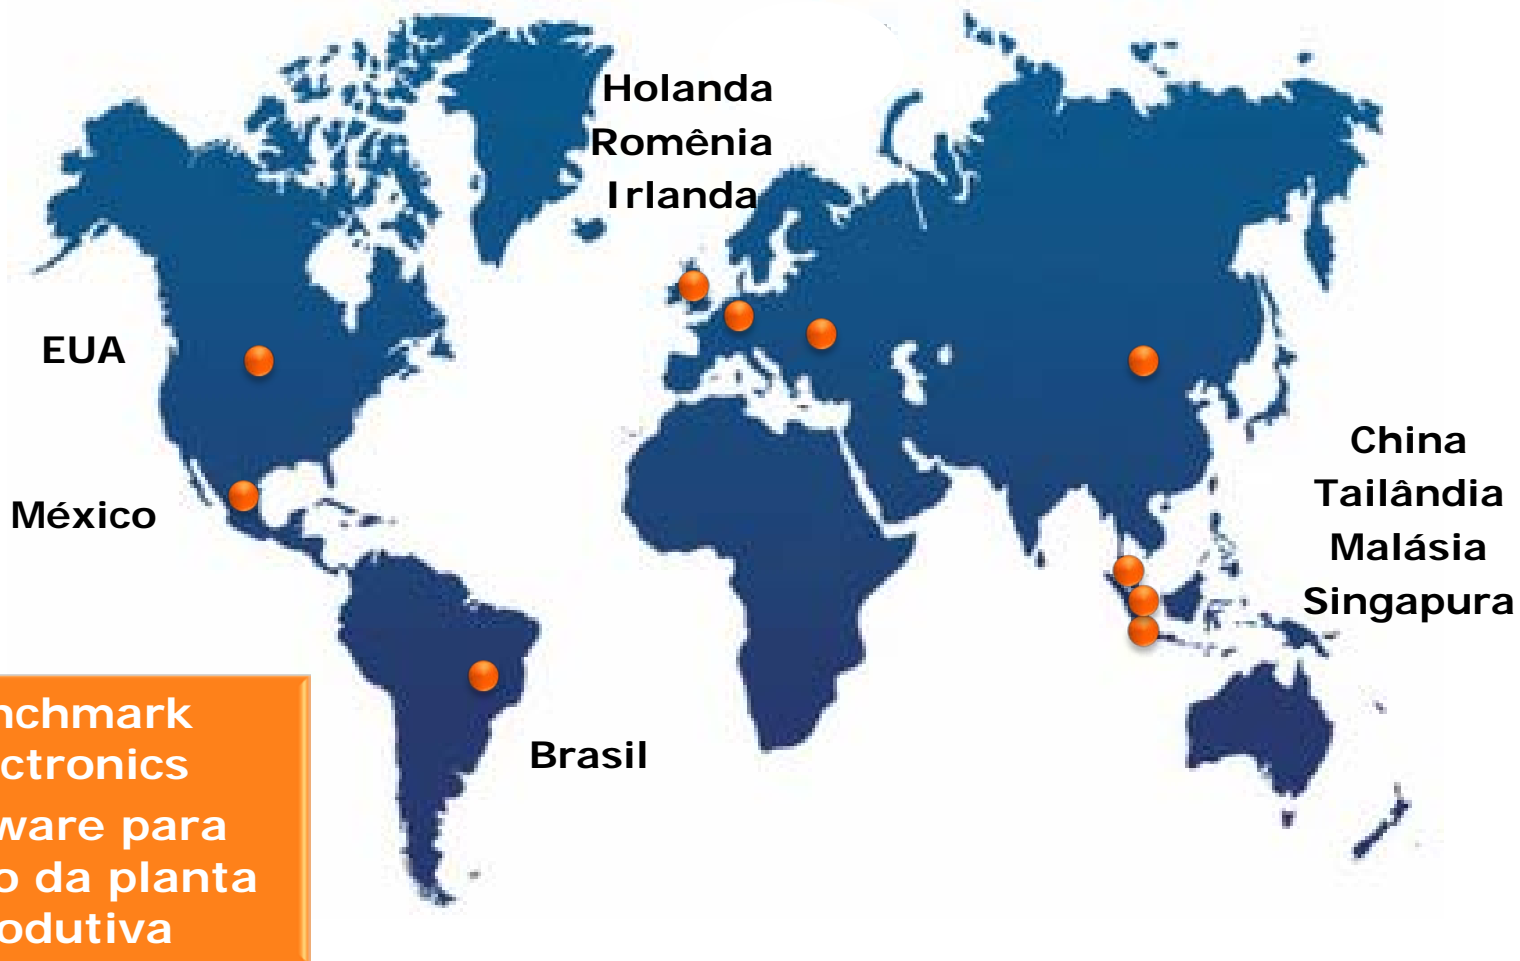 Holanda
Romênia
Irlanda
EUA
México
China
Tailândia
Malásia
Singapura
Brasil
nchmark
ctronics
ware para
o da planta
odutiva